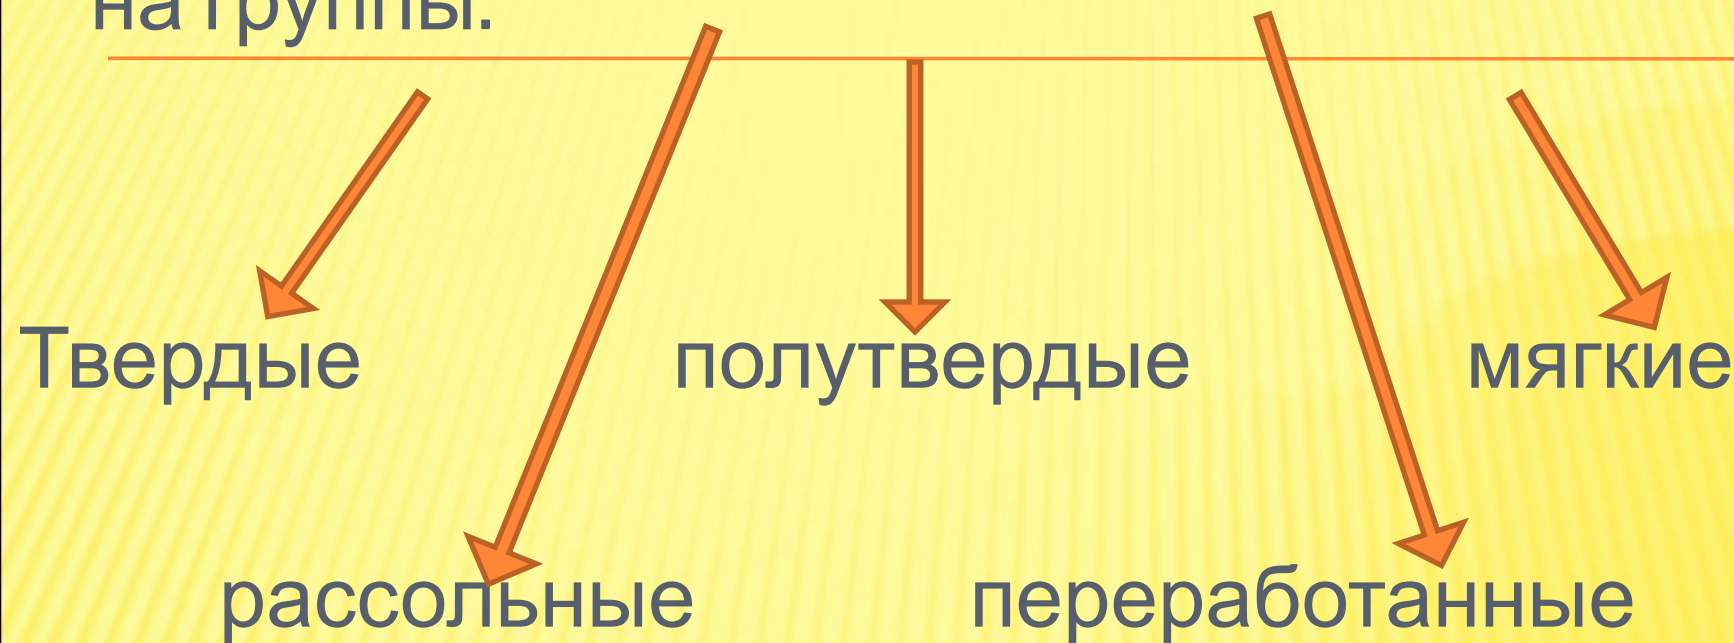 на группы:
Твердые полутвердые мягкие
рассольные переработанные